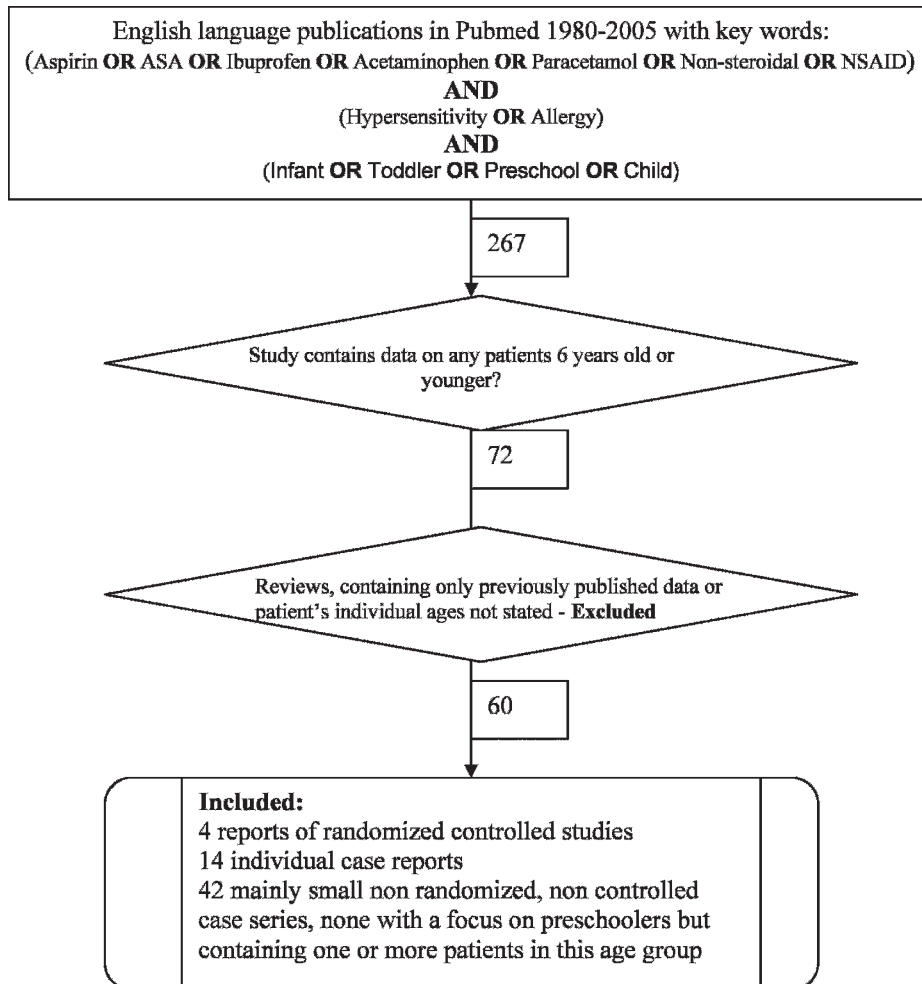 English language publications in Pubmed 1980-2005 with key words:
(Aspirin OR ASA OR Ibuprofen OR Acetaminophen OR Paracetamol OR Non-steroidal OR NSAID)
AND
(Hypersensitivity OR Allergy)
AND
(Infant OR Toddler OR Preschool OR Child)
267
Study contains data on any patients 6 years old or
younger?
72
Reviews, containing only previously published data or
patient's individual ages not stated - Excluded
60
Included:
4 reports of randomized controlled studies
14 individual case reports
42 mainly small non randomized, non controlled
case series, none with a focus on preschoolers but
containing one or more patients in this age group